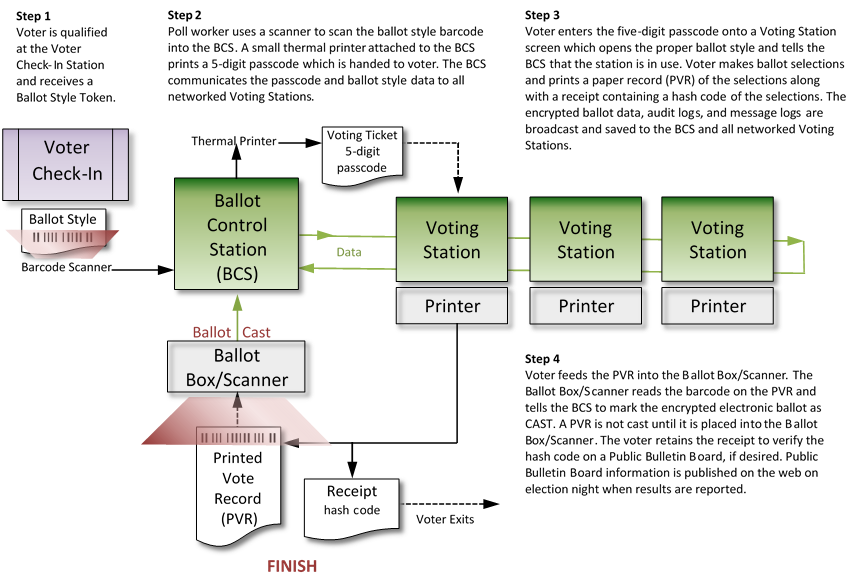 Step 1
Voter is qualified
at the Voter
Check-In Station
and receives a
Ballot Style Token.
Step 2
Poll worker uses a scanner to scan the ballot style barcode
into the BCS. A small thermal printer attached to the BCS
prints a 5-digit passcode which is handed to voter. The BCS
communicates the passcode and ballot style data to all
networked Voting Stations.
Step 3
Voter enters the five-digit passcode onto a Voting Station
screen which opens the proper ballot style and tells the
BCS that the station is in use. Voter makes ballot selections
and prints a paper record (PVR) of the selections along
with a receipt containing a hash code of the selections. The
encrypted ballot data, audit logs, and message logs are
broadcast and saved to the BCS and all networked Voting
Stations.
Voter
Check-In
Ballot Style
Barcode Scanner
Thermal Printer
Voting Ticket
5-digit
passcode
Ballot
Control
Station
(BCS)
Data
Voting
Station
Voting
Station
Voting
Station
Printer
Printer
Printer
Ballot Cast
Ballot
Box/Scanner
Printed
Vote
Record
(PVR)
Receipt
hash code
Voter Exits
FINISH
Step 4
Voter feeds the PVR into the Ballot Box/Scanner. The
Ballot Box/Scanner reads the barcode on the PVR and
tells the BCS to mark the encrypted electronic ballot as
CAST. A PVR is not cast until it is placed into the Ballot
Box/Scanner. The voter retains the receipt to verify the
hash code on a Public Bulletin Board, if desired. Public
Bulletin Board information is published on the web on
election night when results are reported.